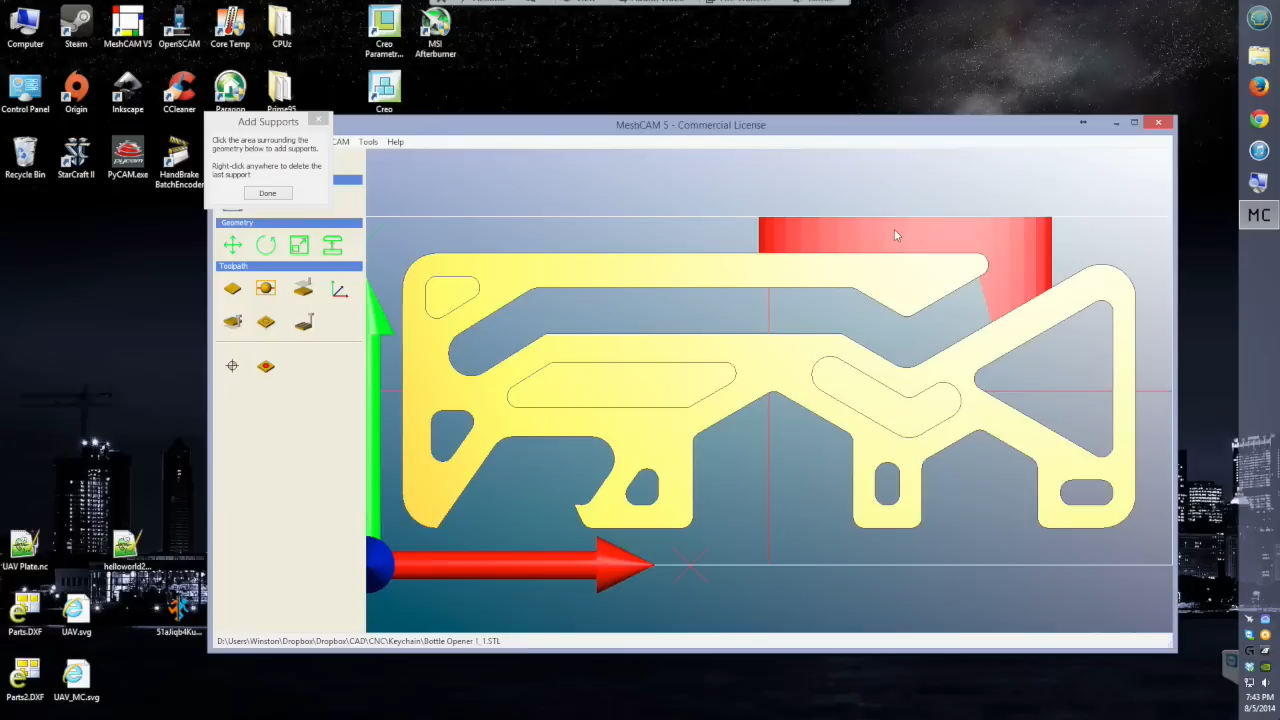 Computer
Steam
MeshCAM V5
OpenSCAM
Core Temp
CPUz
Creo
Parametr...
MSI
Afterburner
Control Panel
Origin
Inkscape
CCleaner
Paragon
Prime95
Creo
Recycle Bin
StarCraft II
PyCAM.exe
HandBrake
BatchEncoder
Add Supports
Click the area surrounding the
geometry below to add supports.
Right-click anywhere to delete the
last support
Done
MeshCAM 5 - Commercial License
CAM Tools Help
Geometry
Toolpath
MC
UAV Plate.nc
helloworld2...
Parts.DXF
UAV.svg
51aJiqb4Ku...
Parts2.DXF
UAV_MC.svg
D:\Users\Winston\Dropbox\Dropbox\CAD\CNC\Keychain\Bottle Opener 1_1.STL
7:43 PM
8/5/2014